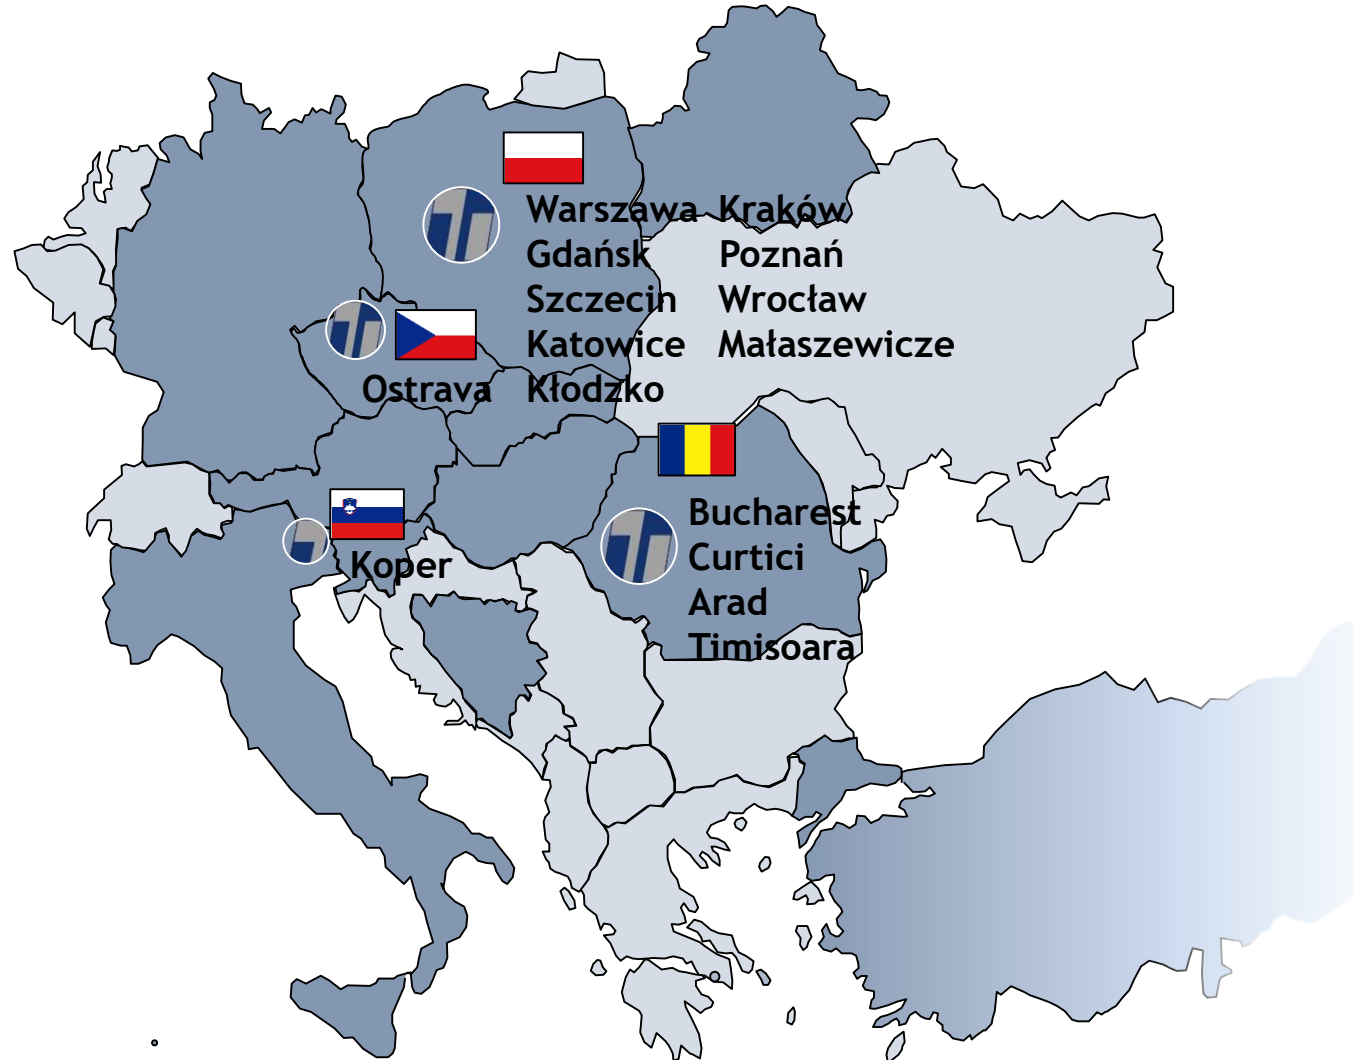 Warszawa Kraków
Gdańsk Poznań
Szczecin Wrocław
Katowice Małaszewicze
Ostrava Kłodzko
Bucharest
Curtici
Koper
Arad
Timisoara